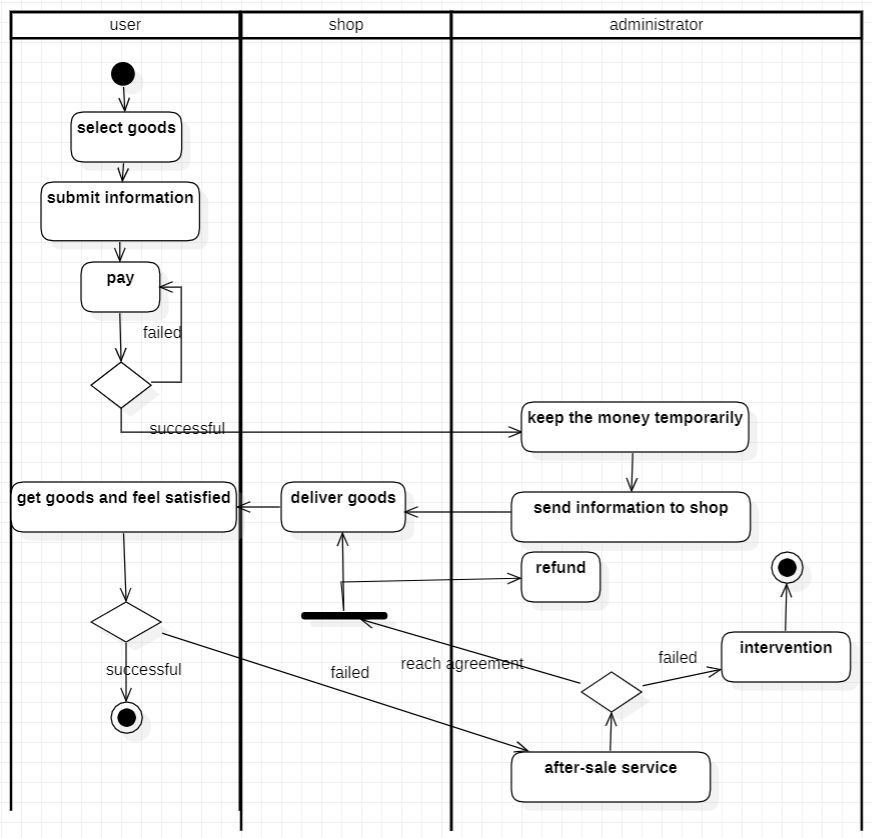 user
shop
administrator
select goods
submit information
pay
failed
successful
keep the money temporarily
get goods and feel satisfied
deliver goods
send information to shop
refund
intervention
failed
reach agreement
successful
failed
after-sale service